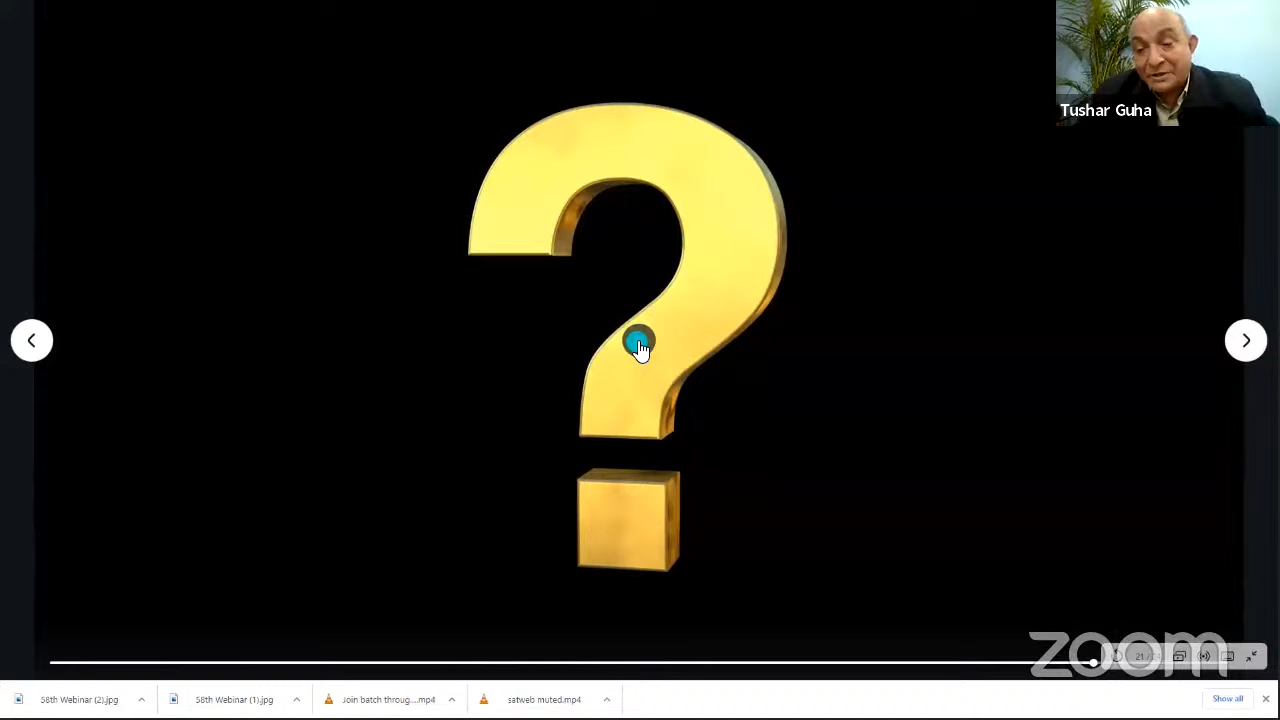 ?
Tushar Guha
zoom
58th Webinar (2).jpg
58th Webinar (1).jpg
Join batch throug....mp4
satweb muted.mp4
Show all